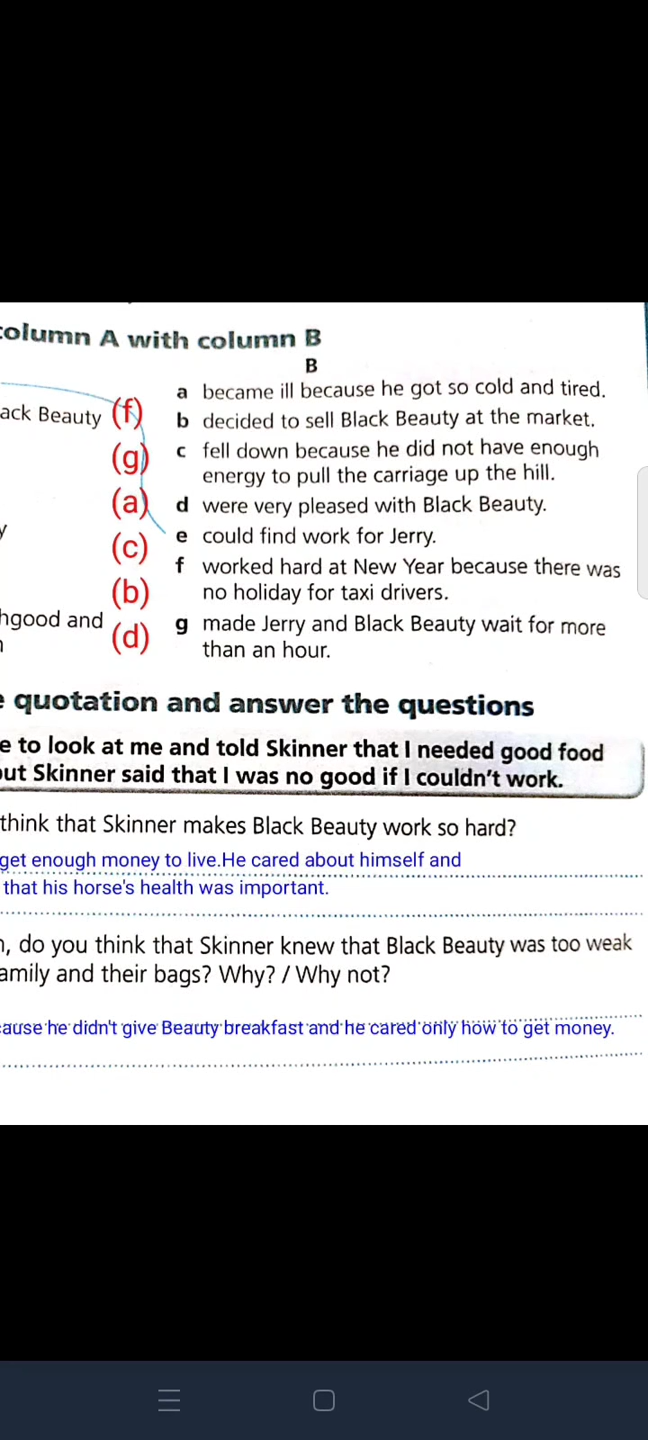 column A with column B
B
a became ill because he got so cold and tired.
ack Beauty (f) b decided to sell Black Beauty at the market.
(g) c fell down because he did not have enough
energy to pull the carriage up the hill.
(a) d were very pleased with Black Beauty.
y
(c) e could find work for Jerry.
f worked hard at New Year because there was
(b) no holiday for taxi drivers.
hgood and (d) g made Jerry and Black Beauty wait for more
than an hour.
e quotation and answer the questions
e to look at me and told Skinner that I needed good food
out Skinner said that I was no good if I couldn't work.
think that Skinner makes Black Beauty work so hard?
get enough money to live.He cared about himself and
that his horse's health was important.
n, do you think that Skinner knew that Black Beauty was too weak
amily and their bags? Why? / Why not?
cause he didn't give Beauty breakfast and he cared only how to get money.